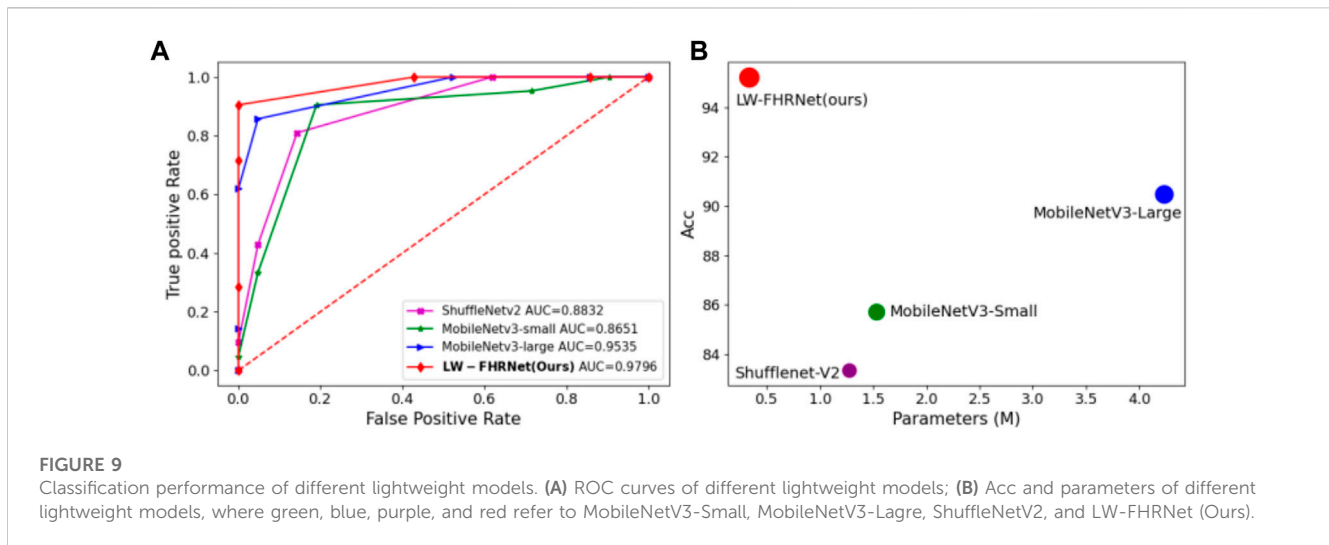 A
1.0
0.8
0.6
0.4
0.2
0.0
True positive Rate
0.0 0.2 0.4 0.6 0.8 1.0
False Positive Rate
ShuffleNetv2 AUC=0.8832
MobileNetv3-small AUC=0.8651
MobileNetv3-large AUC=0.9535
LW − FHRNet(Ours) AUC=0.9796
B
94
92
90
88
86
84
Acc
LW-FHRNet(ours)
MobileNetV3-Large
MobileNetV3-Small
Shufflenet-V2
0.5 1.0 1.5 2.0 2.5 3.0 3.5 4.0
Parameters (M)
FIGURE 9
Classification performance of different lightweight models. (A) ROC curves of different lightweight models; (B) Acc and parameters of different
lightweight models, where green, blue, purple, and red refer to MobileNetV3-Small, MobileNetV3-Lagre, ShuffleNetV2, and LW-FHRNet (Ours).